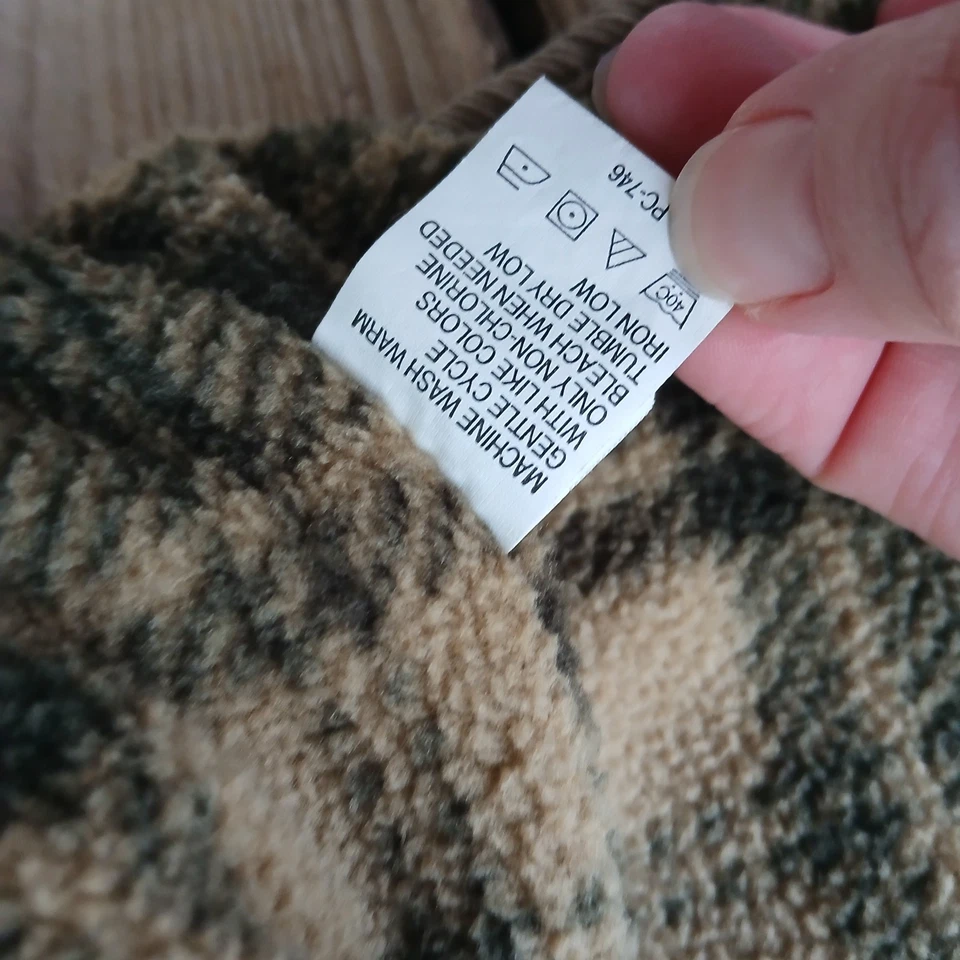 MACHINE WASH WARM
GENTLE CYCLE
WITH LIKE COLORS
ONLY NON-CHLORINE
BLEACH WHEN NEEDED
TUMBLE DRY LOW
IRON LOW
40C
PC-746